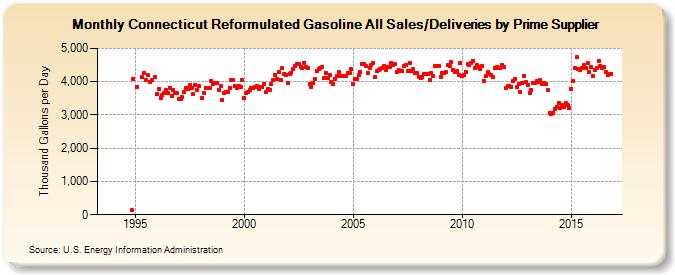 Monthly Connecticut Reformulated Gasoline All Sales/Deliveries by Prime Supplier
Thousand Gallons per Day
5,000
4,000
3,000
2,000
1,000
0
1995 2000 2005 2010 2015
Source: U.S. Energy Information Administration